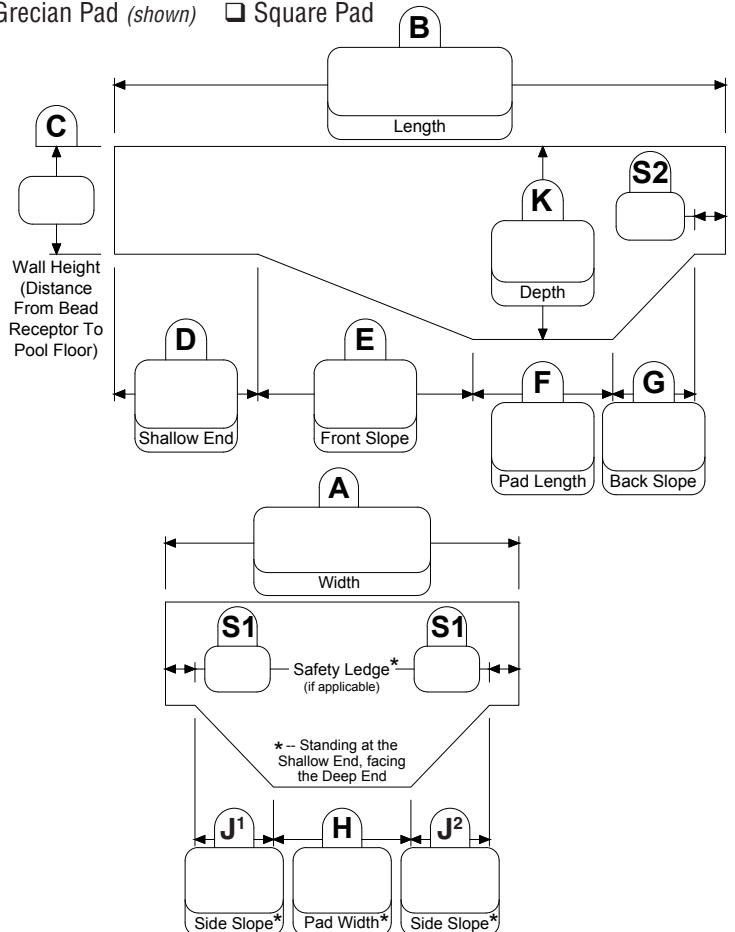 Grecian Pad (shown) ❑ Square Pad
B
Length
C
Wall Height
(Distance
From Bead
Receptor To
Pool Floor)
K
Depth
S2
D
Shallow End
E
Front Slope
F
Pad Length
G
Back Slope
A
Width
S1
S1
Safety Ledge*
(if applicable)
* -- Standing at the
Shallow End, facing
the Deep End
J¹
Side Slope*
H
Pad Width*
J²
Side Slope*